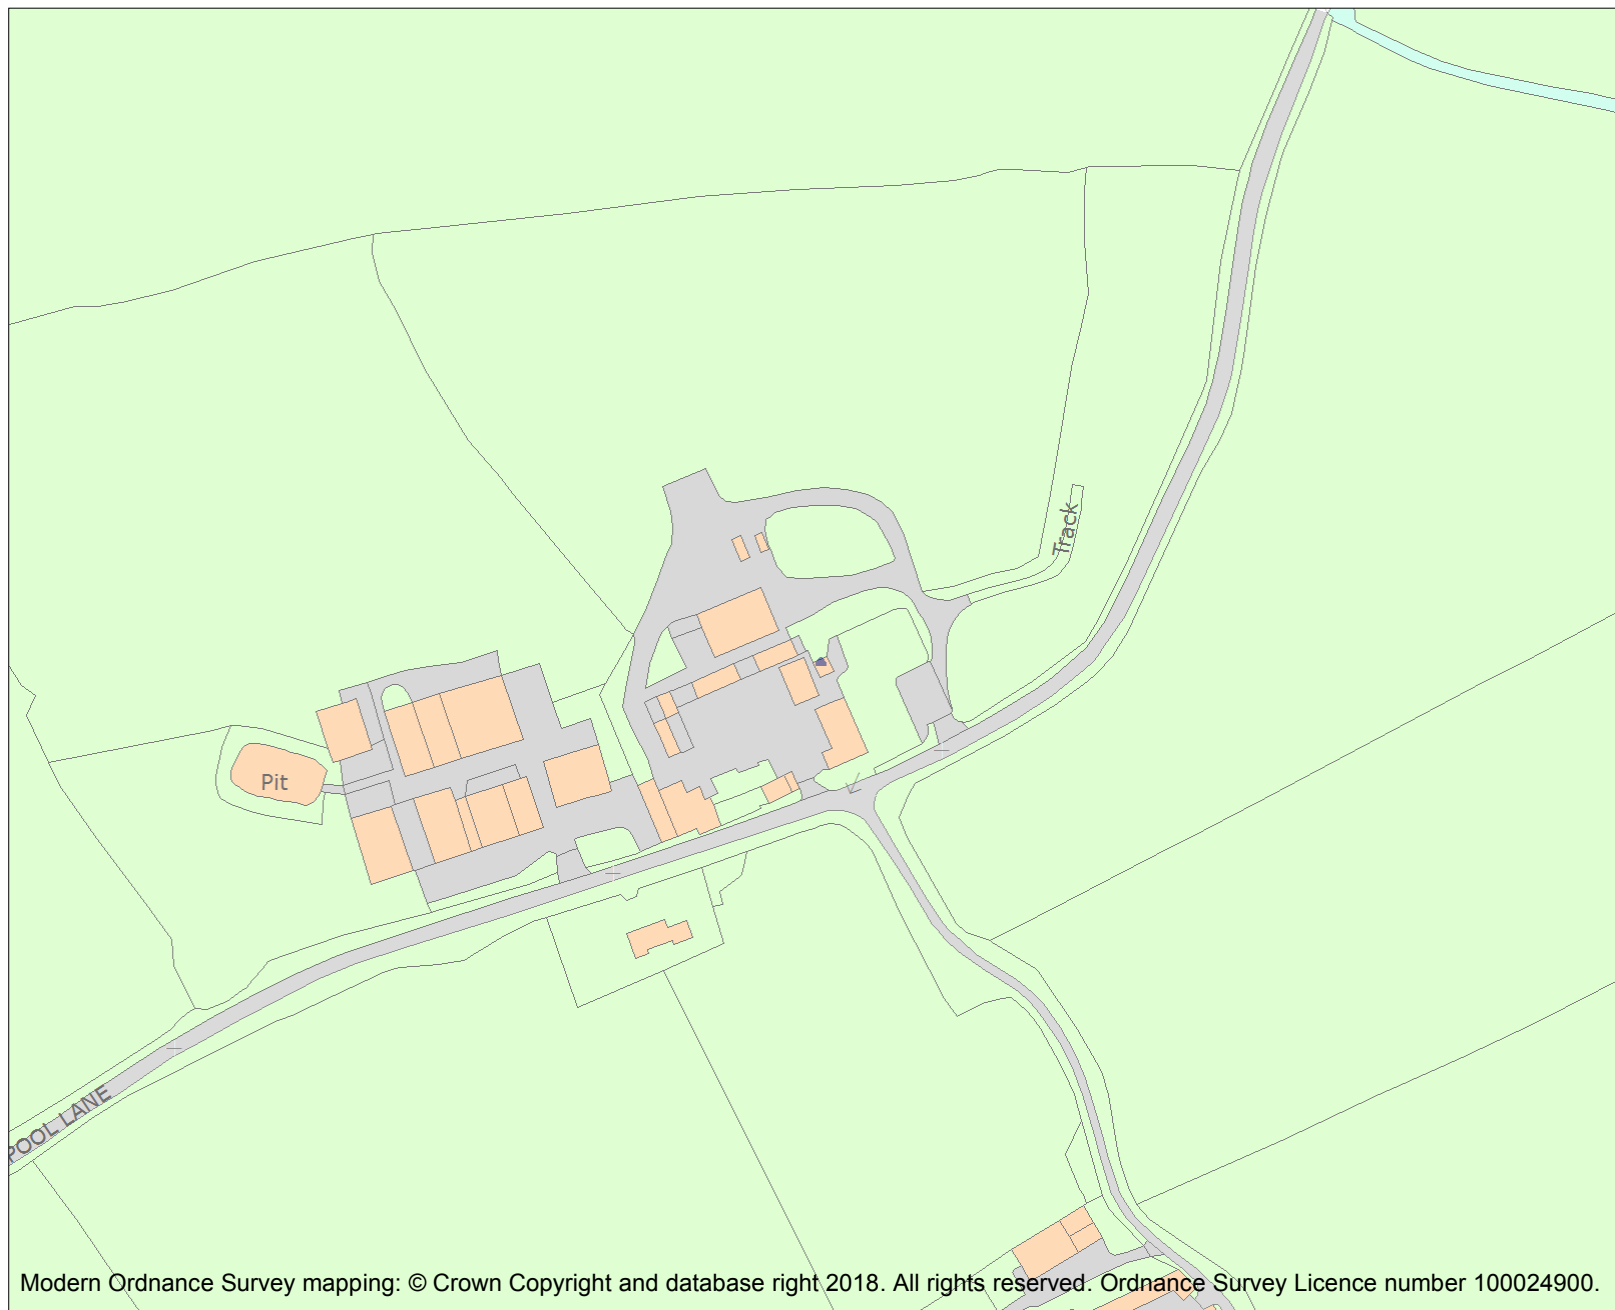 Track
Pit
POOL LANE
Modern Ordnance Survey mapping: © Crown Copyright and database right 2018. All rights reserved. Ordnance Survey Licence number 100024900.